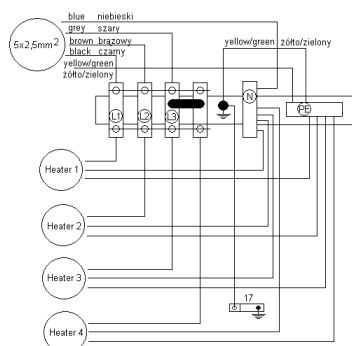 blue niebieski
grey szary
5x2,5mm²
brown brązowy
black czarny
yellow/green
żółto/zielony
yellow/green żółto/zielony
L1 L2 L3 N PE
Heater 1
Heater 2
Heater 3
17
Heater 4